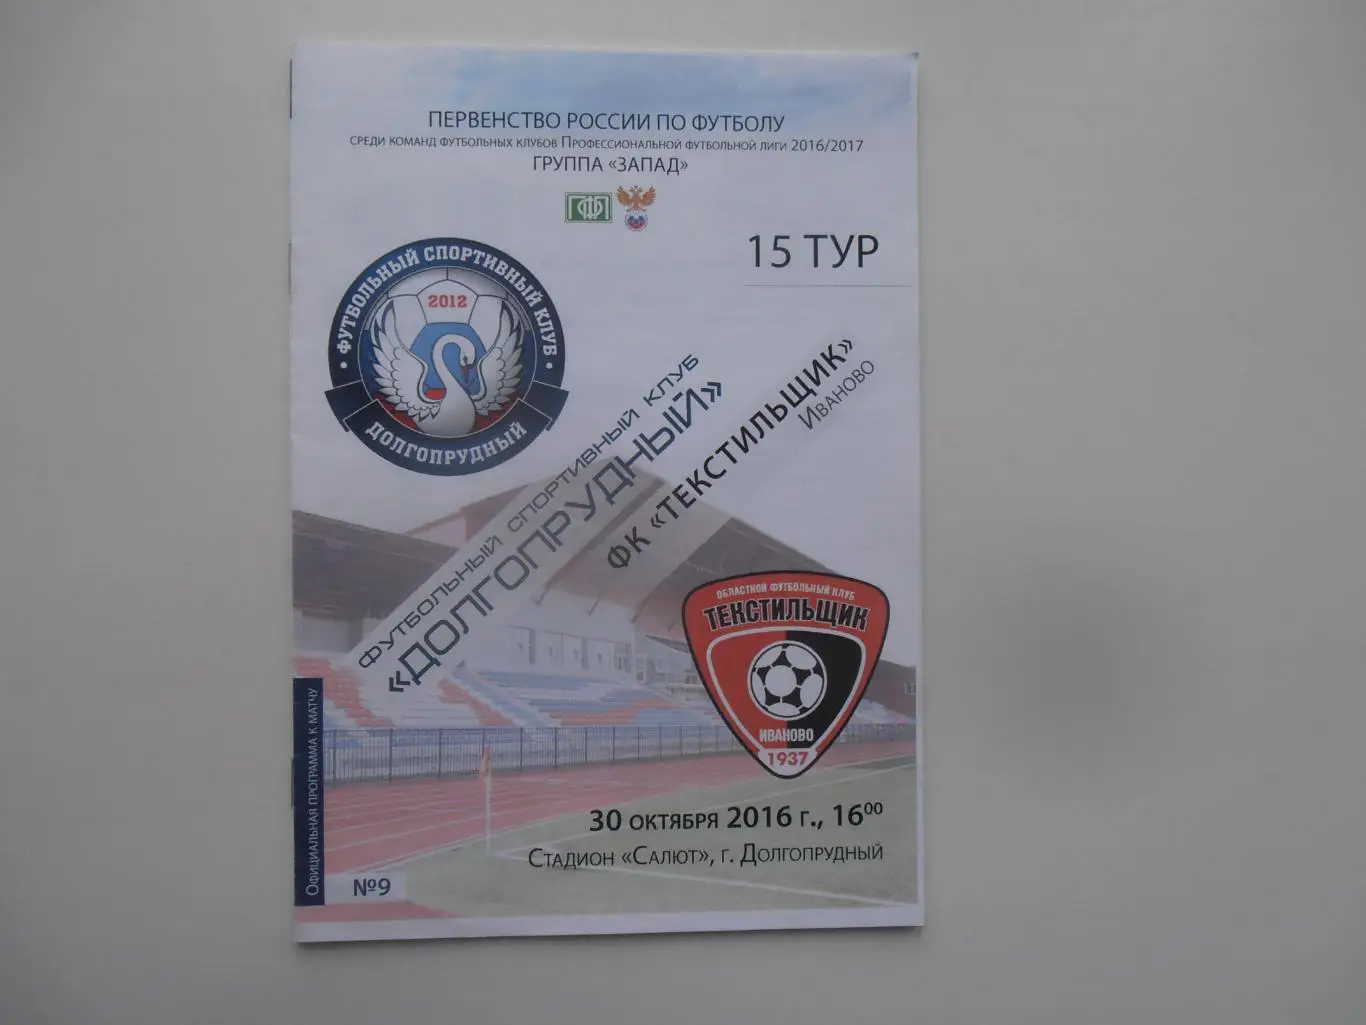 ПЕРВЕНСТВО РОССИИ ПО ФУТБОЛУ
СРЕДИ КОМАНД ФУТБОЛЬНЫХ КЛУБОВ ПРОФЕССИОНАЛЬНОЙ ФУТБОЛЬНОЙ ЛИГИ 2016/2017
ГРУППА «ЗАПАД»
ПФЛ
15 ТУР
ФУТБОЛЬНЫЙ СПОРТИВНЫЙ КЛУБ
2012
ДОЛГОПРУДНЫЙ
ФУТБОЛЬНЫЙ СПОРТИВНЫЙ КЛУБ
«ДОЛГОПРУДНЫЙ»
ФК «ТЕКСТИЛЬЩИК»
ИВАНОВО
ОБЛАСТНОЙ ФУТБОЛЬНЫЙ КЛУБ
ТЕКСТИЛЬЩИК
ИВАНОВО
1937
30 ОКТЯБРЯ 2016 Г., 16⁰⁰
СТАДИОН «САЛЮТ», Г. ДОЛГОПРУДНЫЙ
ОФИЦИАЛЬНАЯ ПРОГРАММА К МАТЧУ
№9